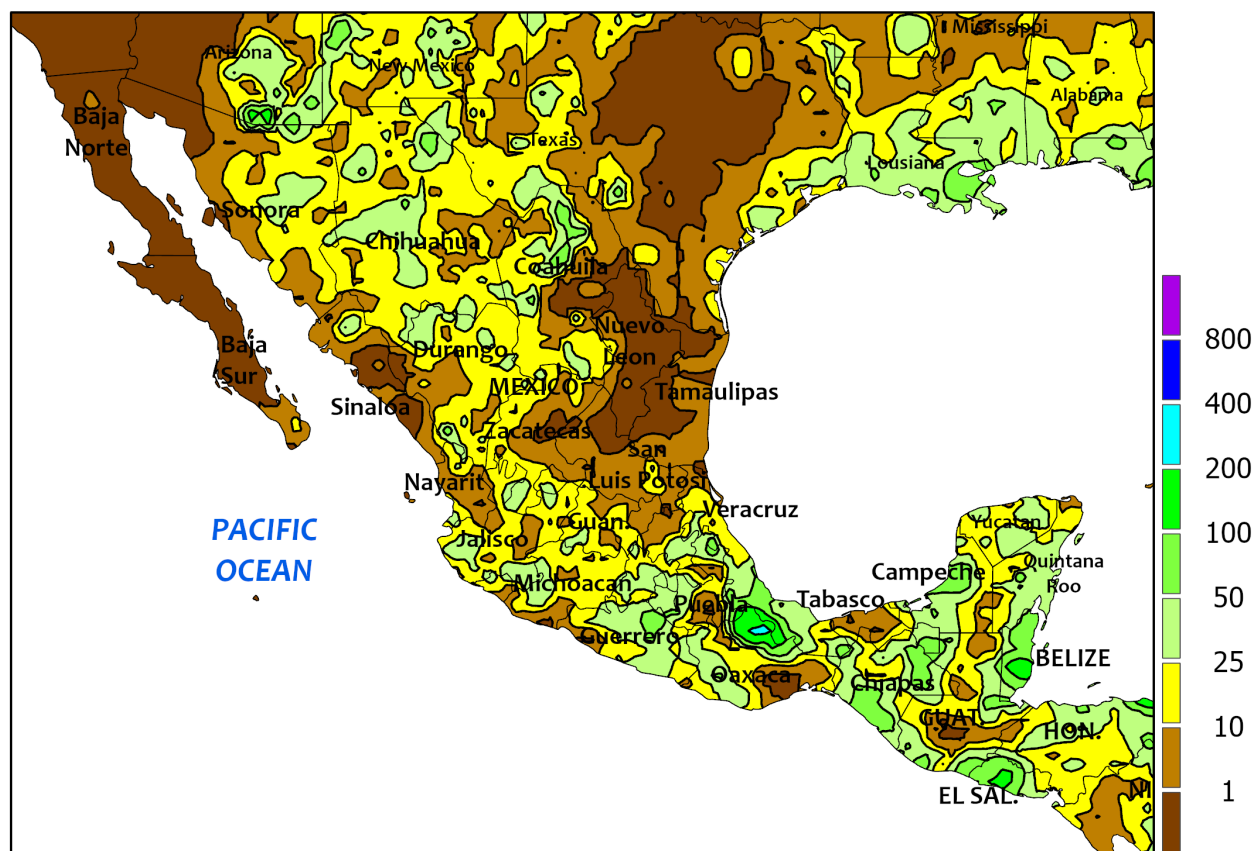 Mississippi
Arizona
New Mexico
Alabama
Baja
Norte
Texas
Lousiana
Sonora
Chihuahua
Coahuila
Nuevo
Leon
Baja
Sur
Durango
MEXICO
Tamaulipas
Sinaloa
Zacatecas
San
Luis Potosi
Nayarit
Veracruz
Guan.
Yucatan
PACIFIC
OCEAN
Jalisco
Quintana
Roo
Campeche
Michoacan
Puebla
Tabasco
Guerrero
BELIZE
Oaxaca
Chiapas
GUAT.
HON.
EL SAL.
NI
800
400
200
100
50
25
10
1